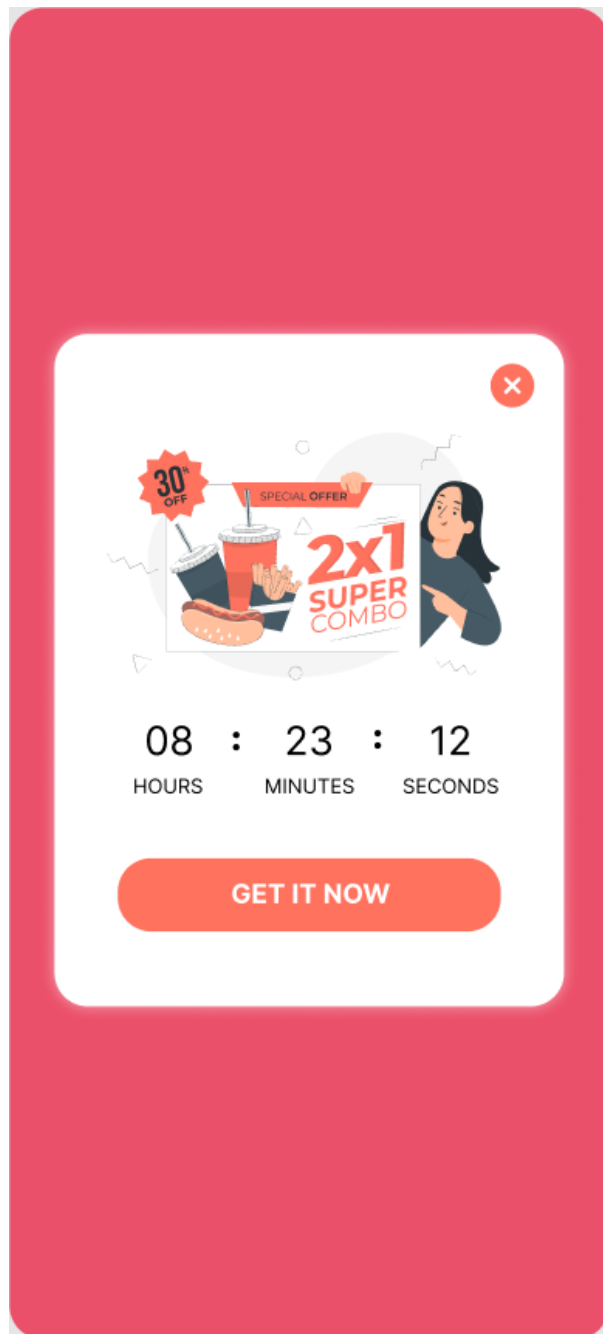 30%
OFF
SPECIAL OFFER
2x1
SUPER
COMBO
08 : 23 : 12
HOURS MINUTES SECONDS
GET IT NOW